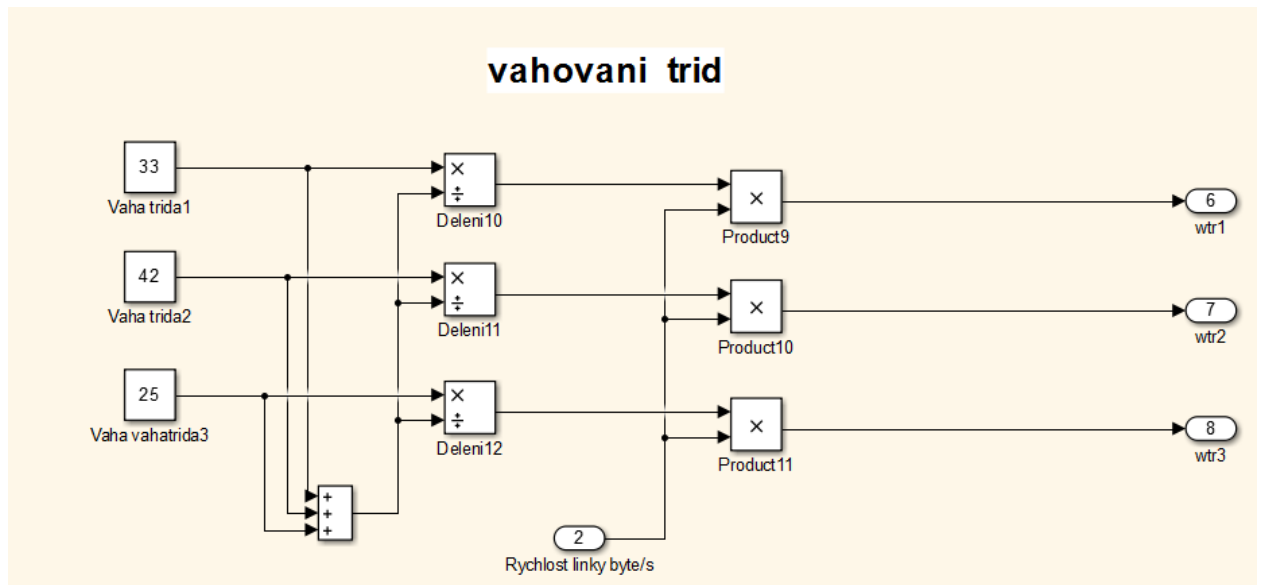 vahovani trid
33
Vaha trida1
×
÷
Deleni10
×
Product9
6
wtr1
42
Vaha trida2
×
÷
Deleni11
×
Product10
7
wtr2
25
Vaha vahatrida3
×
÷
Deleni12
×
Product11
8
wtr3
+
+
+
2
Rychlost linky byte/s